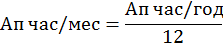 Ап час/мес = Ап час/год / 12